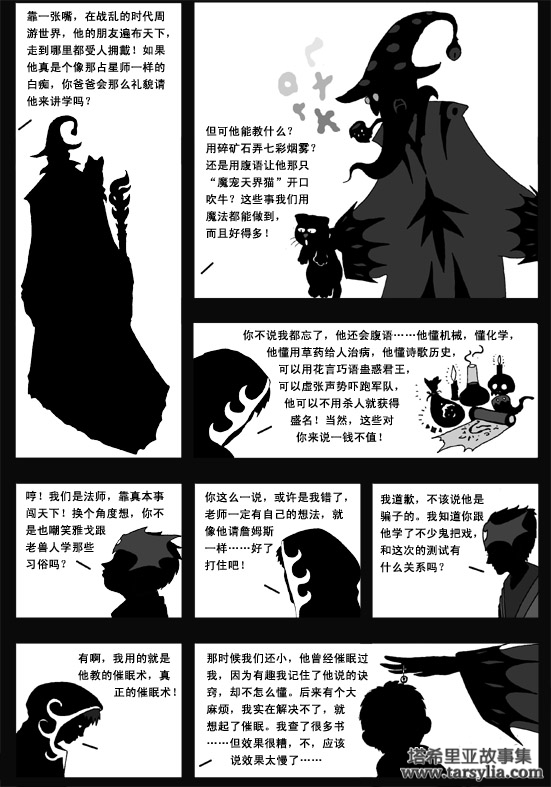 靠一张嘴，在战乱的时代周
游世界，他的朋友遍布天下，
走到哪里都受人拥戴！如果
他真是个像那占星师一样的
白痴，你爸爸会那么礼貌请
他来讲学吗？
但可他能教什么？
用碎矿石弄七彩烟雾？
还是用腹语让他那只
“魔宠天界猫”开口
吹牛？这些事我们用
魔法都能做到，
而且好得多！
你不说我都忘了，他还会腹语……他懂机械，懂化学，
他懂用草药给人治病，他懂诗歌历史，
可以用花言巧语蛊惑君王，
可以虚张声势吓跑军队，
他可以不用杀人就获得
盛名！当然，这些对
你来说一钱不值！
哼！我们是法师，靠真本事
闯天下！换个角度想，你不
是也嘲笑雅戈跟
老兽人学那些
习俗吗？
你这么一说，或许是我错了，
老师一定有自己的想法，就
像他请詹姆斯
一样……好了
打住吧！
我道歉，不该说他是
骗子的。我知道你跟
他学了不少鬼把戏，
和这次的测试有
什么关系吗？
有啊，我用的就是
他教的催眠术，真
正的催眠术！
那时候我们还小，他曾经催眠过
我，因为有趣我记住了他说的诀
窍，却不怎么懂。后来有个大
麻烦，我实在解决不了，就
想起了催眠。我查了很多书
……但效果很糟，不，应该
说效果太慢了……
塔希里亚故事集
www.tarsylia.com